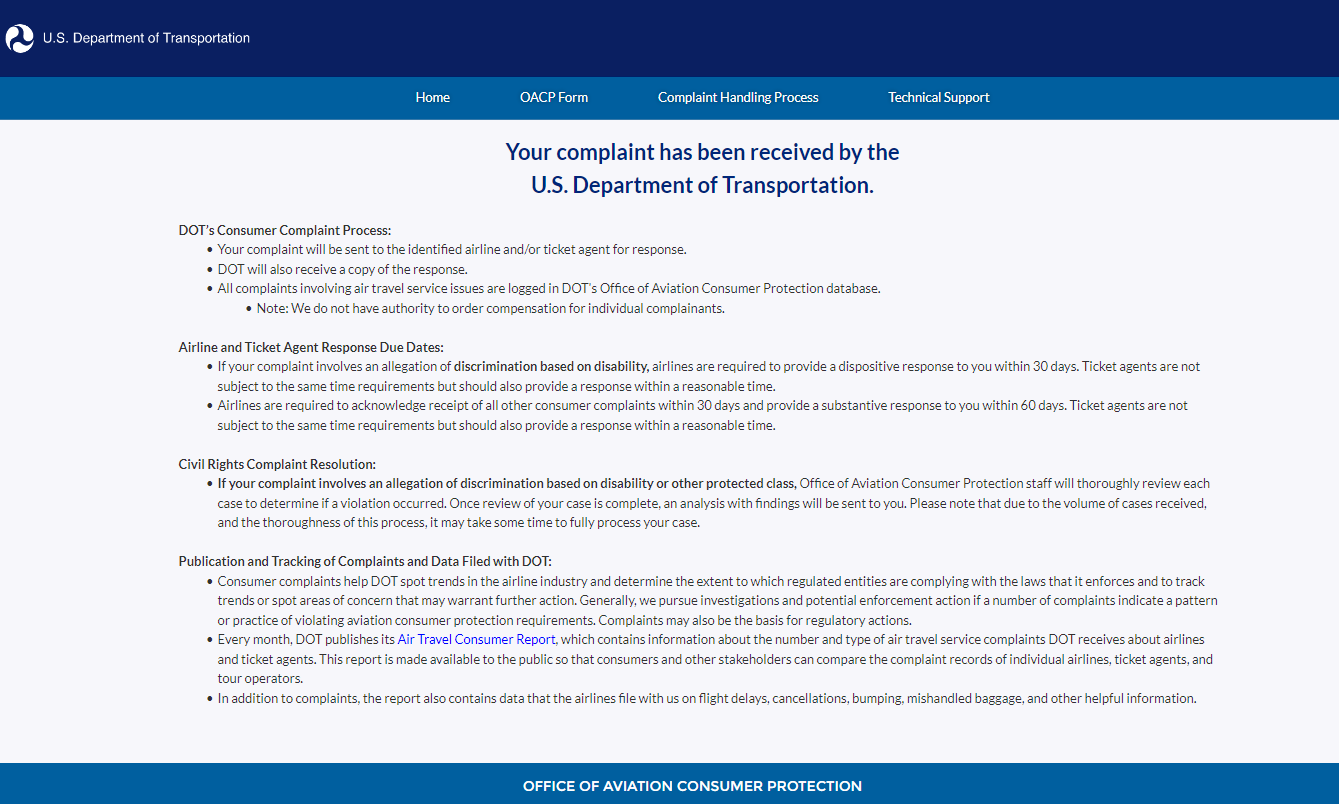 U.S. Department of Transportation
Home OACP Form Complaint Handling Process Technical Support
Your complaint has been received by the
U.S. Department of Transportation.
DOT's Consumer Complaint Process:
• Your complaint will be sent to the identified airline and/or ticket agent for response.
• DOT will also receive a copy of the response.
• All complaints involving air travel service issues are logged in DOT's Office of Aviation Consumer Protection database.
• Note: We do not have authority to order compensation for individual complainants.
Airline and Ticket Agent Response Due Dates:
• If your complaint involves an allegation of discrimination based on disability, airlines are required to provide a dispositive response to you within 30 days. Ticket agents are not
subject to the same time requirements but should also provide a response within a reasonable time.
• Airlines are required to acknowledge receipt of all other consumer complaints within 30 days and provide a substantive response to you within 60 days. Ticket agents are not
subject to the same time requirements but should also provide a response within a reasonable time.
Civil Rights Complaint Resolution:
• If your complaint involves an allegation of discrimination based on disability or other protected class, Office of Aviation Consumer Protection staff will thoroughly review each
case to determine if a violation occurred. Once review of your case is complete, an analysis with findings will be sent to you. Please note that due to the volume of cases received,
and the thoroughness of this process, it may take some time to fully process your case.
Publication and Tracking of Complaints and Data Filed with DOT:
• Consumer complaints help DOT spot trends in the airline industry and determine the extent to which regulated entities are complying with the laws that it enforces and to track
trends or spot areas of concern that may warrant further action. Generally, we pursue investigations and potential enforcement action if a number of complaints indicate a pattern
or practice of violating aviation consumer protection requirements. Complaints may also be the basis for regulatory actions.
• Every month, DOT publishes its Air Travel Consumer Report, which contains information about the number and type of air travel service complaints DOT receives about airlines
and ticket agents. This report is made available to the public so that consumers and other stakeholders can compare the complaint records of individual airlines, ticket agents, and
tour operators.
• In addition to complaints, the report also contains data that the airlines file with us on flight delays, cancellations, bumping, mishandled baggage, and other helpful information.
OFFICE OF AVIATION CONSUMER PROTECTION